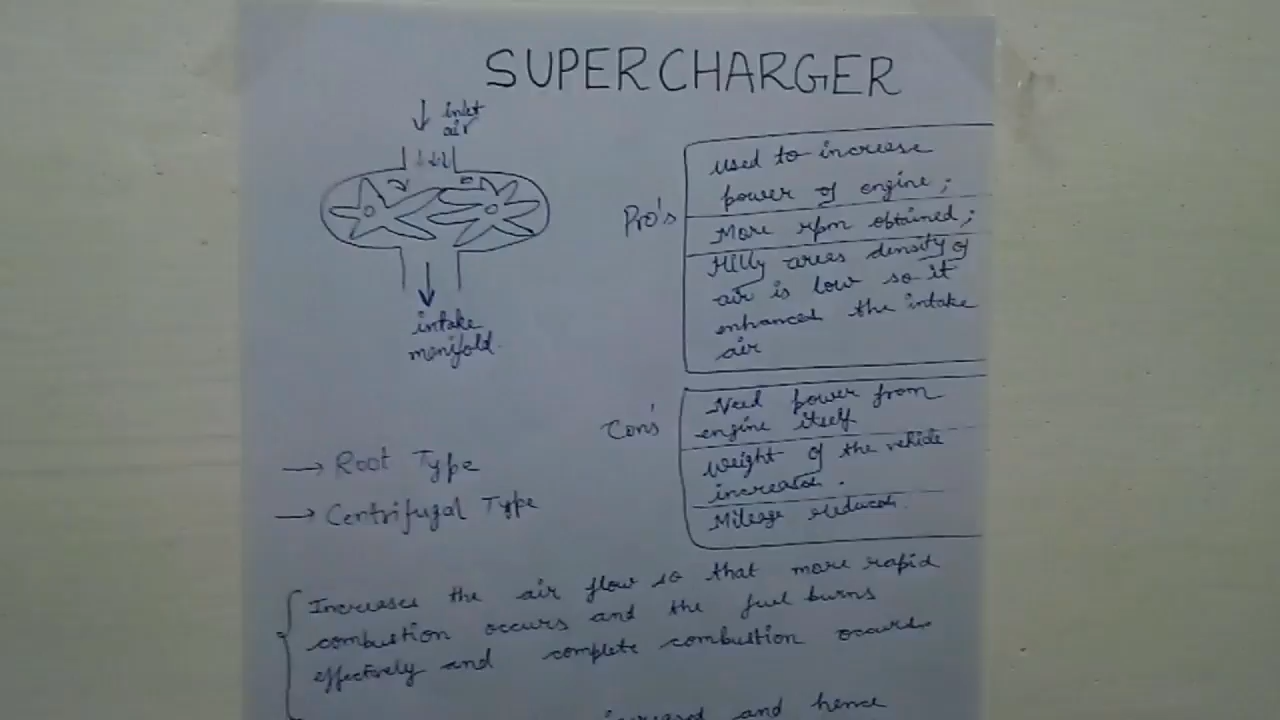 SUPERCHARGER
inlet
air
intake
manifold.
Pro's
used to increase
power of engine;
More rpm obtained;
Hilly areas density of
air is low so it
enhanced the intake
air
Con's
Need power from
engine itself
Weight of the vehicle
increased.
Mileage reduced.
→ Root Type
→ Centrifugal Type
Increases the air flow so that more rapid
combustion occurs and the fuel burns
effectively and complete combustion occurs
increased and hence